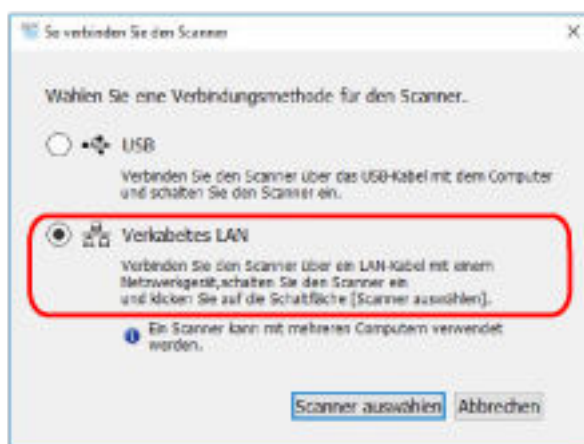 So verbinden Sie den Scanner
Wählen Sie eine Verbindungsmethode für den Scanner.
USB
Verbinden Sie den Scanner über das USB-Kabel mit dem Computer
und schalten Sie den Scanner ein.
Verkabeltes LAN
Verbinden Sie den Scanner über ein LAN-Kabel mit einem
Netzwerkgerät,schalten Sie den Scanner ein
und klicken Sie auf die Schaltfläche [Scanner auswählen].
Ein Scanner kann mit mehreren Computern verwendet
werden.
Scanner auswählen Abbrechen